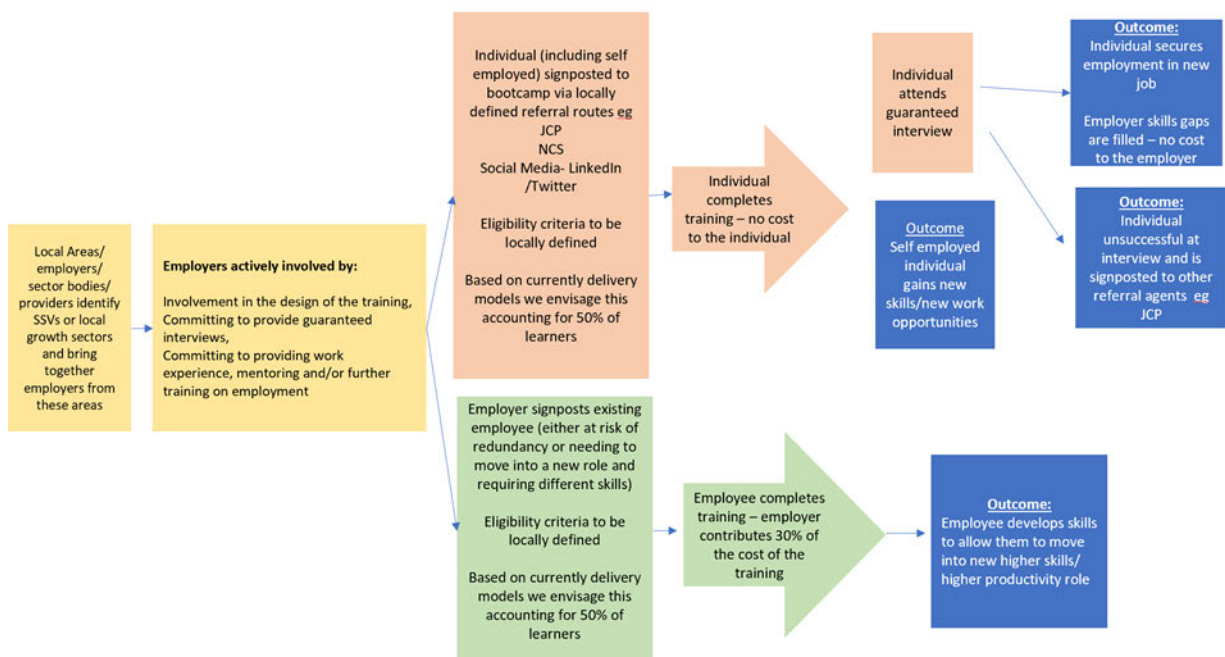 Local Areas/
employers/
sector bodies/
providers identify
SSVs or local
growth sectors
and bring
together
employers from
these areas
Employers actively involved by:
Involvement in the design of the training,
Committing to provide guaranteed
interviews,
Committing to providing work
experience, mentoring and/or further
training on employment
Individual (including self
employed) signposted to
bootcamp via locally
defined referral routes eg
JCP
NCS
Social Media- LinkedIn
/Twitter
Eligibility criteria to be
locally defined
Based on currently delivery
models we envisage this
accounting for 50% of
learners
Individual
completes
training – no cost
to the individual
Individual
attends
guaranteed
interview
Outcome:
Individual secures
employment in new
job
Employer skills gaps
are filled – no cost
to the employer
Outcome
Self employed
individual
gains new
skills/new work
opportunities
Outcome:
Individual
unsuccessful at
interview and is
signposted to other
referral agents eg
JCP
Employer signposts existing
employee (either at risk of
redundancy or needing to
move into a new role and
requiring different skills)
Eligibility criteria to be
locally defined
Based on currently delivery
models we envisage this
accounting for 50% of
learners
Employee completes
training – employer
contributes 30% of
the cost of the
training
Outcome:
Employee develops skills
to allow them to move
into new higher skills/
higher productivity role